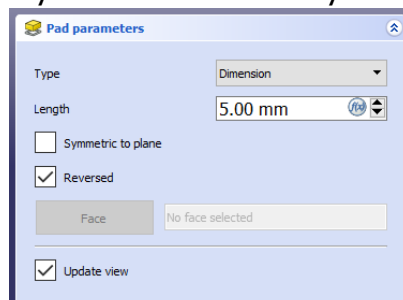 Pad parameters
Type Dimension
Length 5.00 mm f(x)
Symmetric to plane
Reversed
Face No face selected
Update view